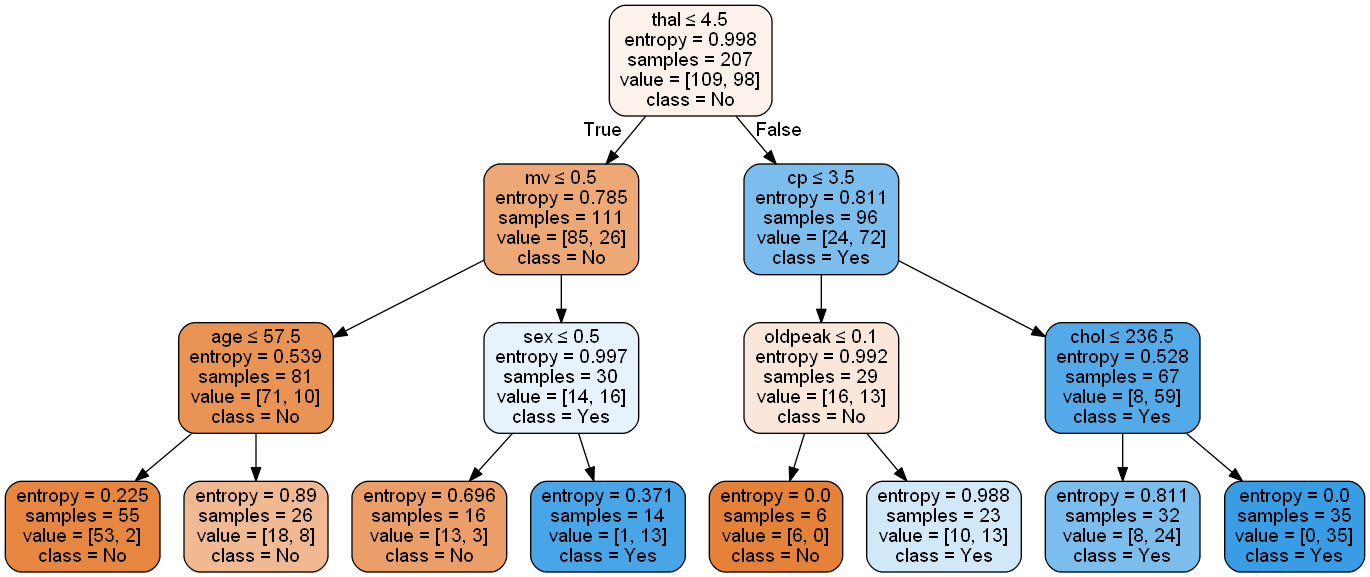 thal ≤ 4.5
entropy = 0.998
samples = 207
value = [109, 98]
class = No
True
False
mv ≤ 0.5
entropy = 0.785
samples = 111
value = [85, 26]
class = No
cp ≤ 3.5
entropy = 0.811
samples = 96
value = [24, 72]
class = Yes
age ≤ 57.5
entropy = 0.539
samples = 81
value = [71, 10]
class = No
sex ≤ 0.5
entropy = 0.997
samples = 30
value = [14, 16]
class = Yes
oldpeak ≤ 0.1
entropy = 0.992
samples = 29
value = [16, 13]
class = No
chol ≤ 236.5
entropy = 0.528
samples = 67
value = [8, 59]
class = Yes
entropy = 0.225
samples = 55
value = [53, 2]
class = No
entropy = 0.89
samples = 26
value = [18, 8]
class = No
entropy = 0.696
samples = 16
value = [13, 3]
class = No
entropy = 0.371
samples = 14
value = [1, 13]
class = Yes
entropy = 0.0
samples = 6
value = [6, 0]
class = No
entropy = 0.988
samples = 23
value = [10, 13]
class = Yes
entropy = 0.811
samples = 32
value = [8, 24]
class = Yes
entropy = 0.0
samples = 35
value = [0, 35]
class = Yes